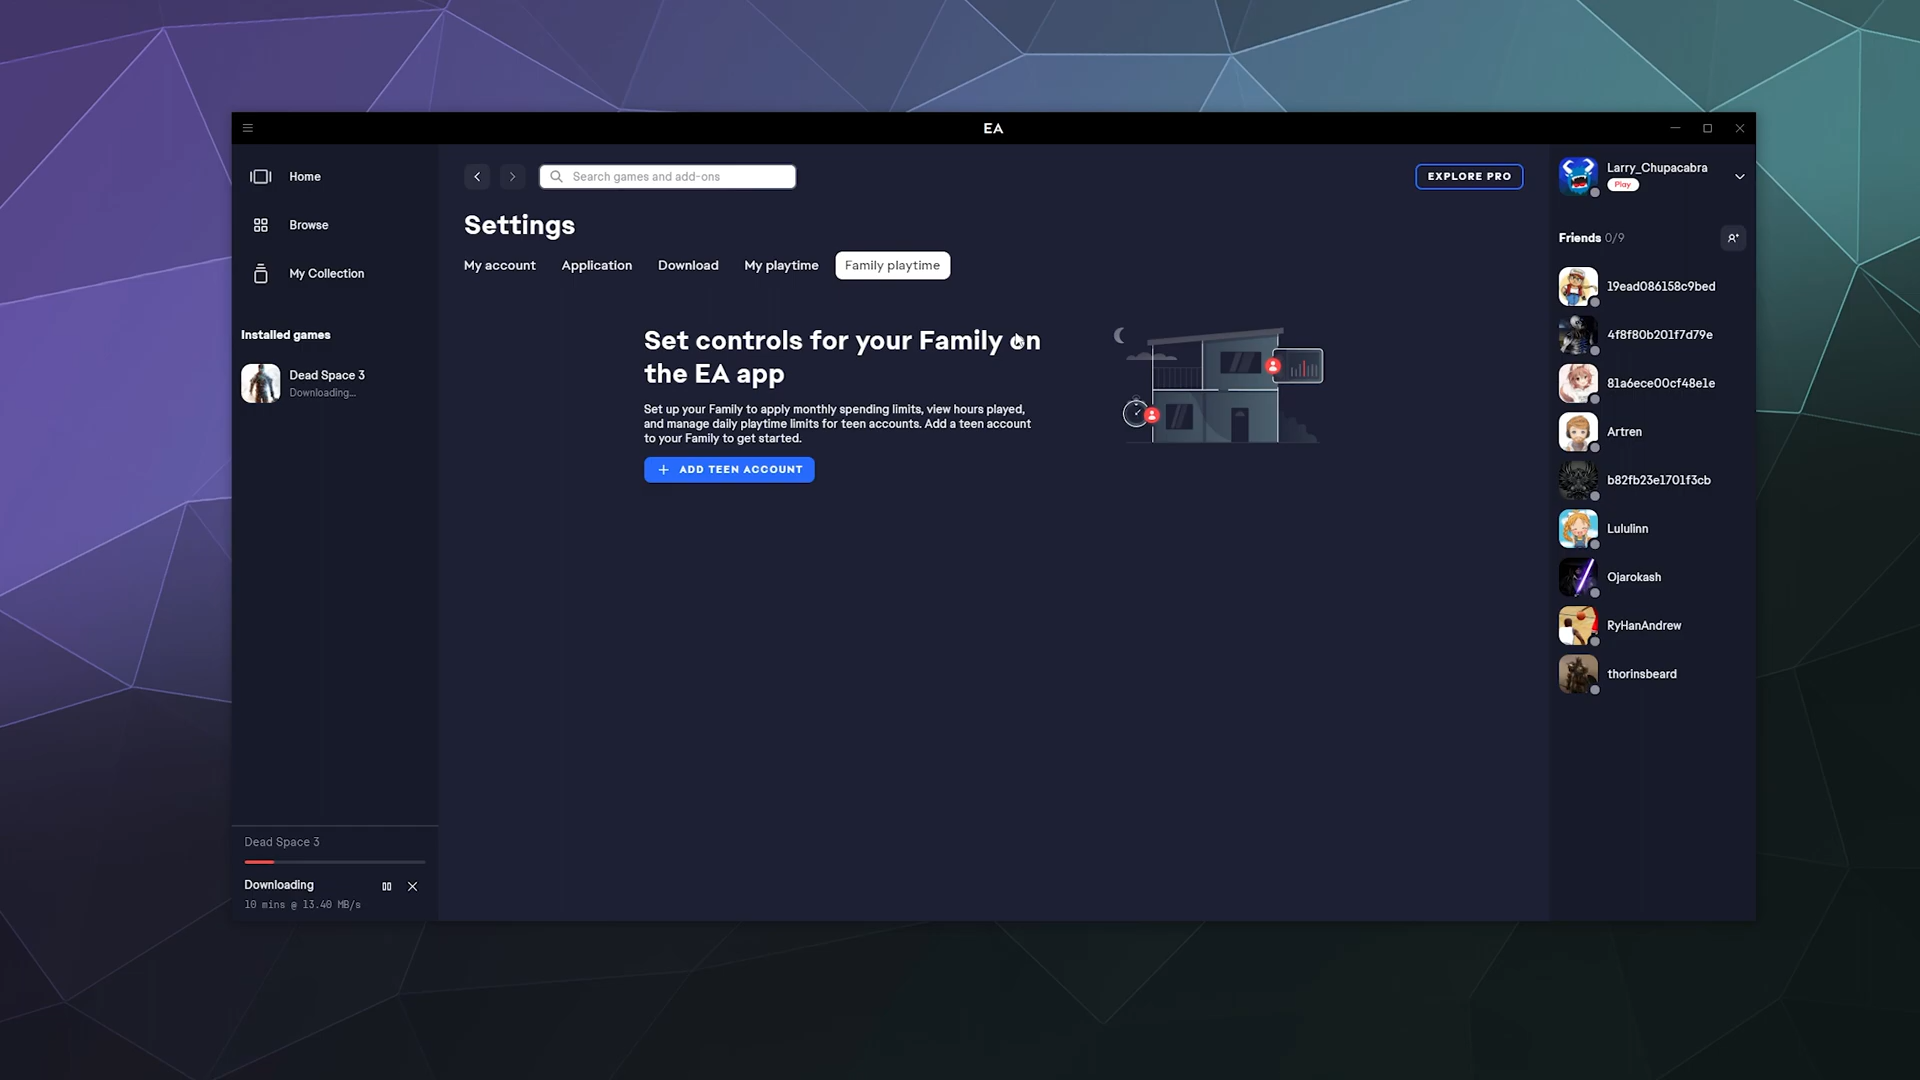 EA
Home
Browse
My Collection
Installed games
Dead Space 3
Downloading...
Dead Space 3
Downloading
10 mins @ 13.40 MB/s
Search games and add-ons
EXPLORE PRO
Settings
My account
Application
Download
My playtime
Family playtime
Set controls for your Family on
the EA app
Set up your Family to apply monthly spending limits, view hours played,
and manage daily playtime limits for teen accounts. Add a teen account
to your Family to get started.
ADD TEEN ACCOUNT
Larry_Chupacabra
Play
Friends 0/9
19ead086158c9bed
4f8f80b201f7d79e
81a6ece00cf48e1e
Artren
b82fb23e1701f3cb
Lululinn
Ojarokash
RyHanAndrew
thorinsbeard